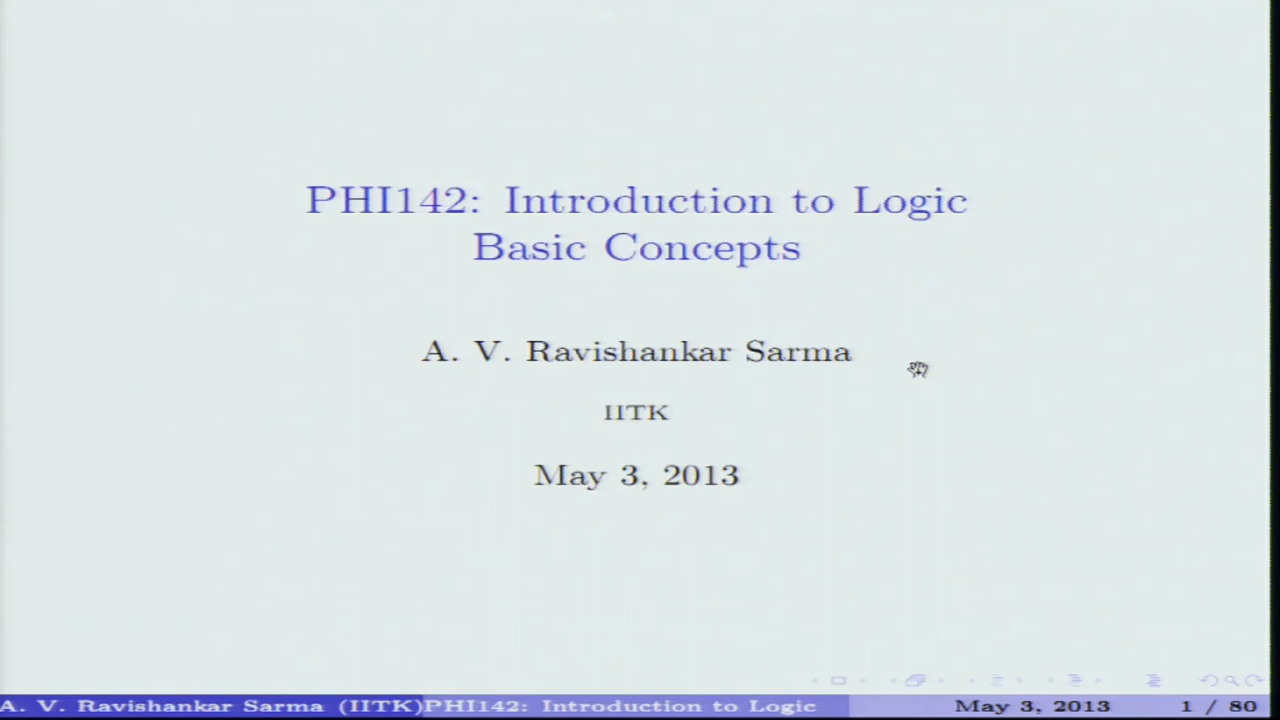 PHI142: Introduction to Logic
Basic Concepts
A. V. Ravishankar Sarma
IITK
May 3, 2013
A. V. Ravishankar Sarma (IITK) PHI142: Introduction to Logic May 3, 2013 1 / 80